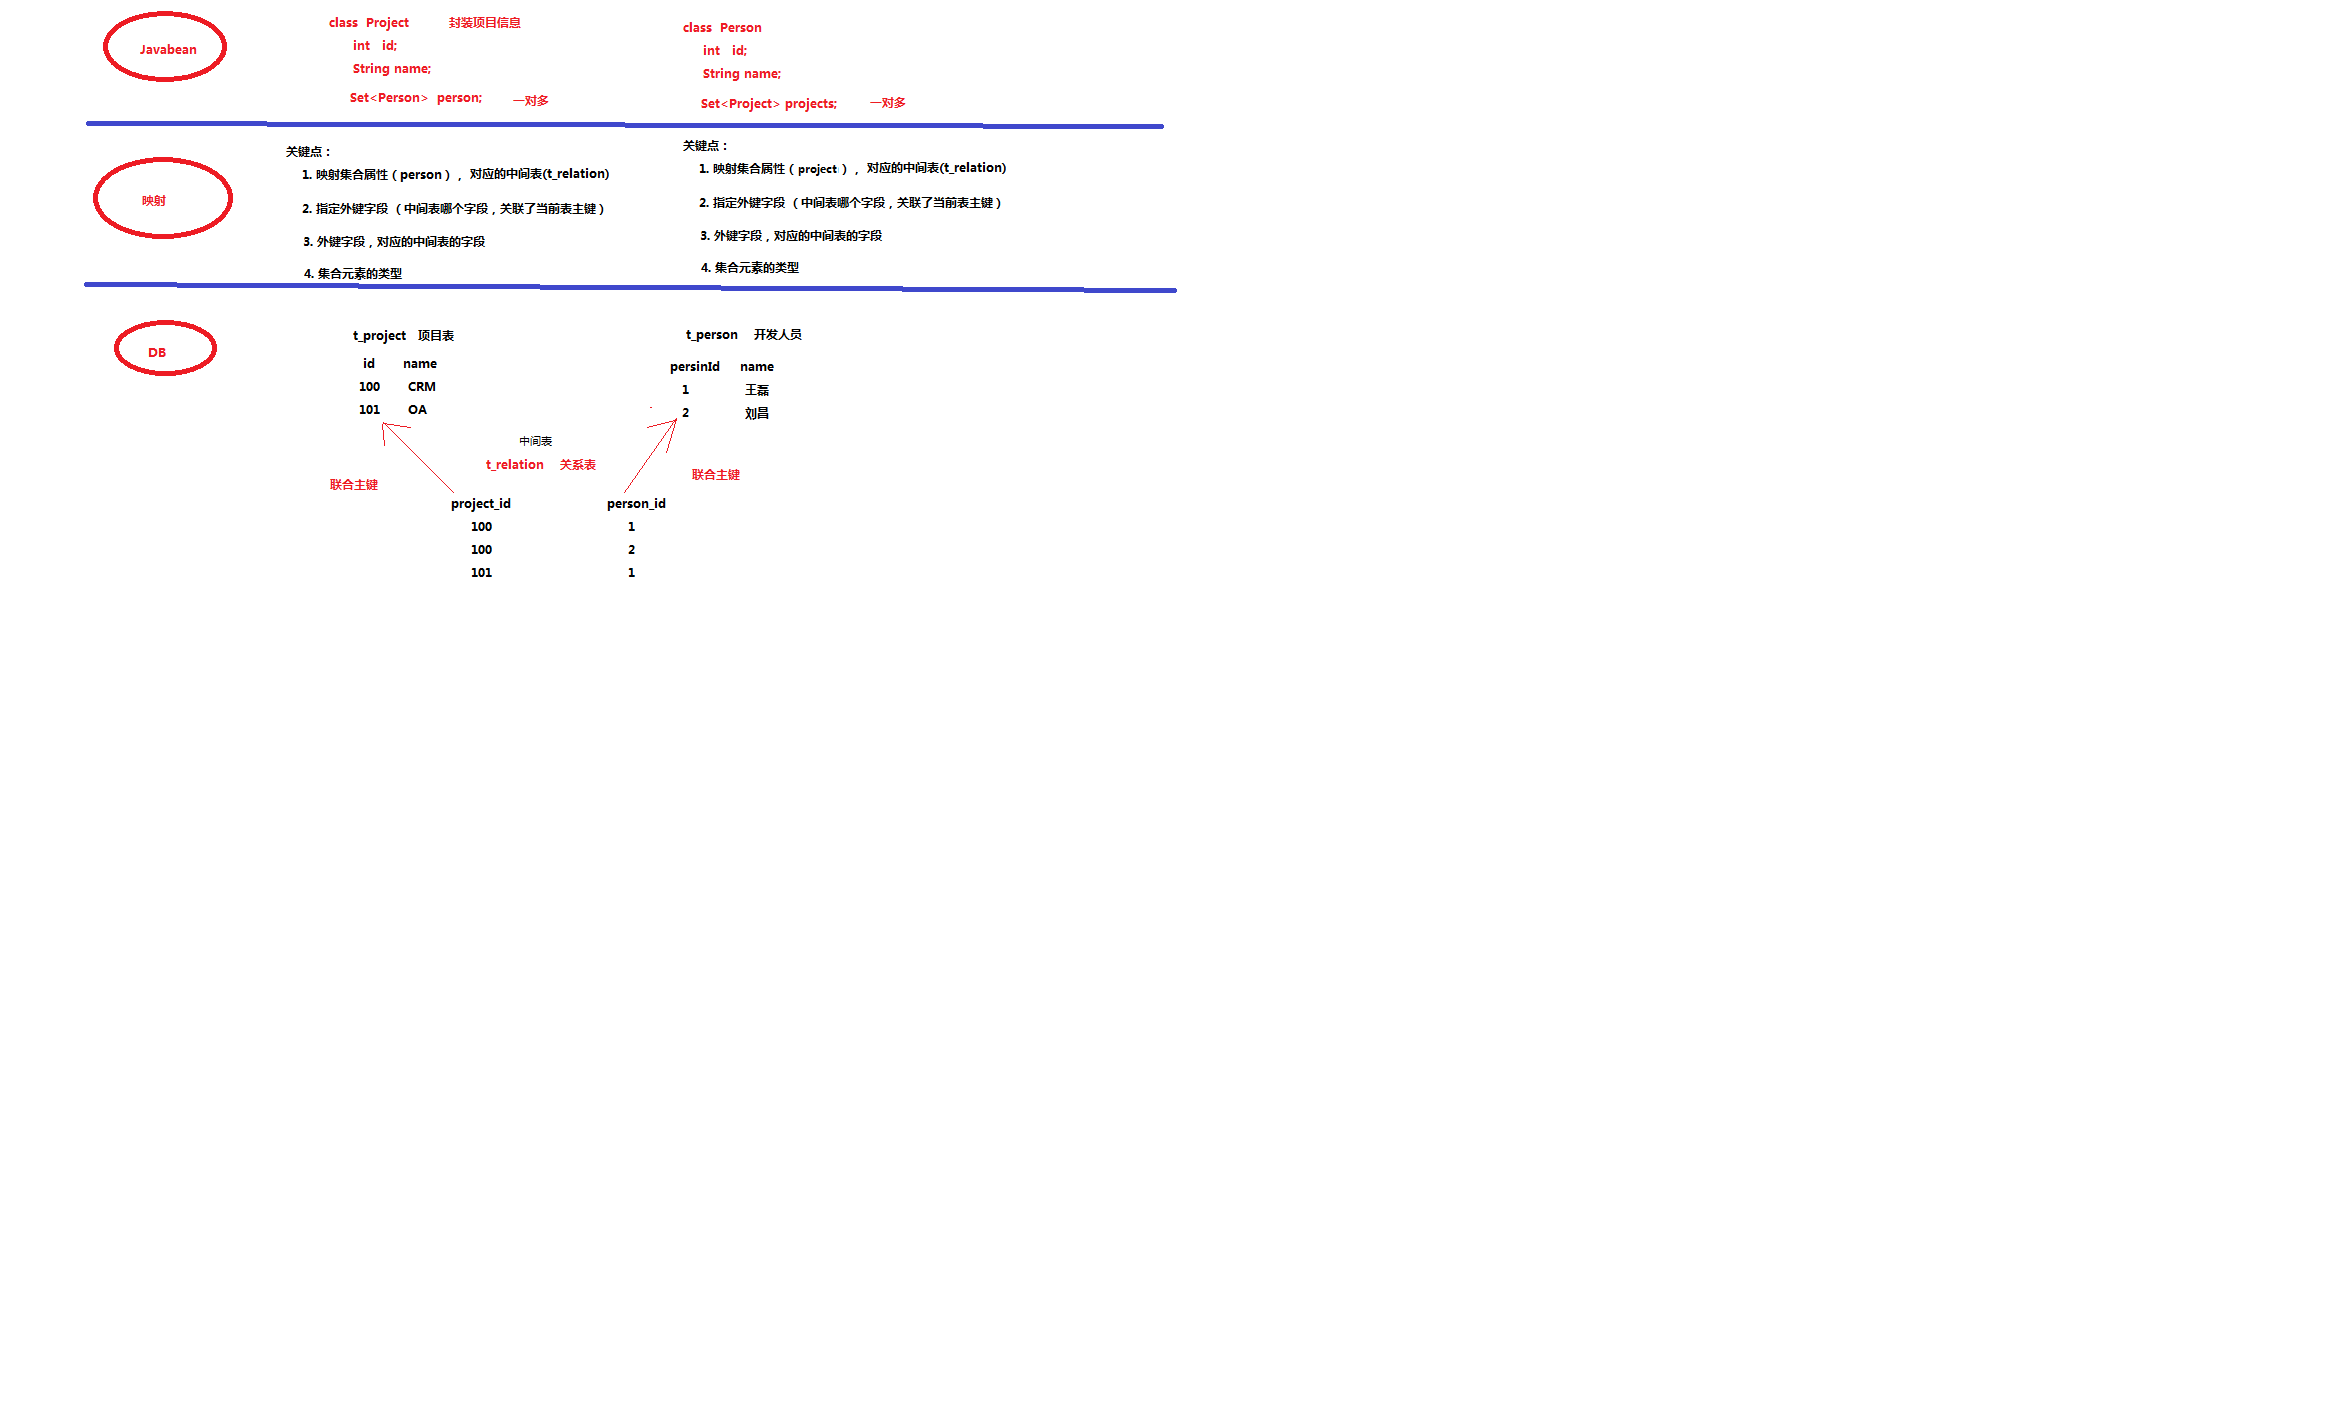 Javabean
class Project 封装项目信息
int id;
String name;
Set<Person> person; 一对多
class Person
int id;
String name;
Set<Project> projects; 一对多
映射
关键点：
1. 映射集合属性（person），对应的中间表(t_relation)
2. 指定外键字段 （中间表哪个字段，关联了当前表主键）
3. 外键字段，对应的中间表的字段
4. 集合元素的类型
关键点：
1. 映射集合属性（project），对应的中间表(t_relation)
2. 指定外键字段 （中间表哪个字段，关联了当前表主键）
3. 外键字段，对应的中间表的字段
4. 集合元素的类型
DB
t_project 项目表
id name
100 CRM
101 OA
t_person 开发人员
persinId name
1 王磊
2 刘昌
中间表
t_relation 关系表
联合主键
联合主键
project_id person_id
100 1
100 2
101 1